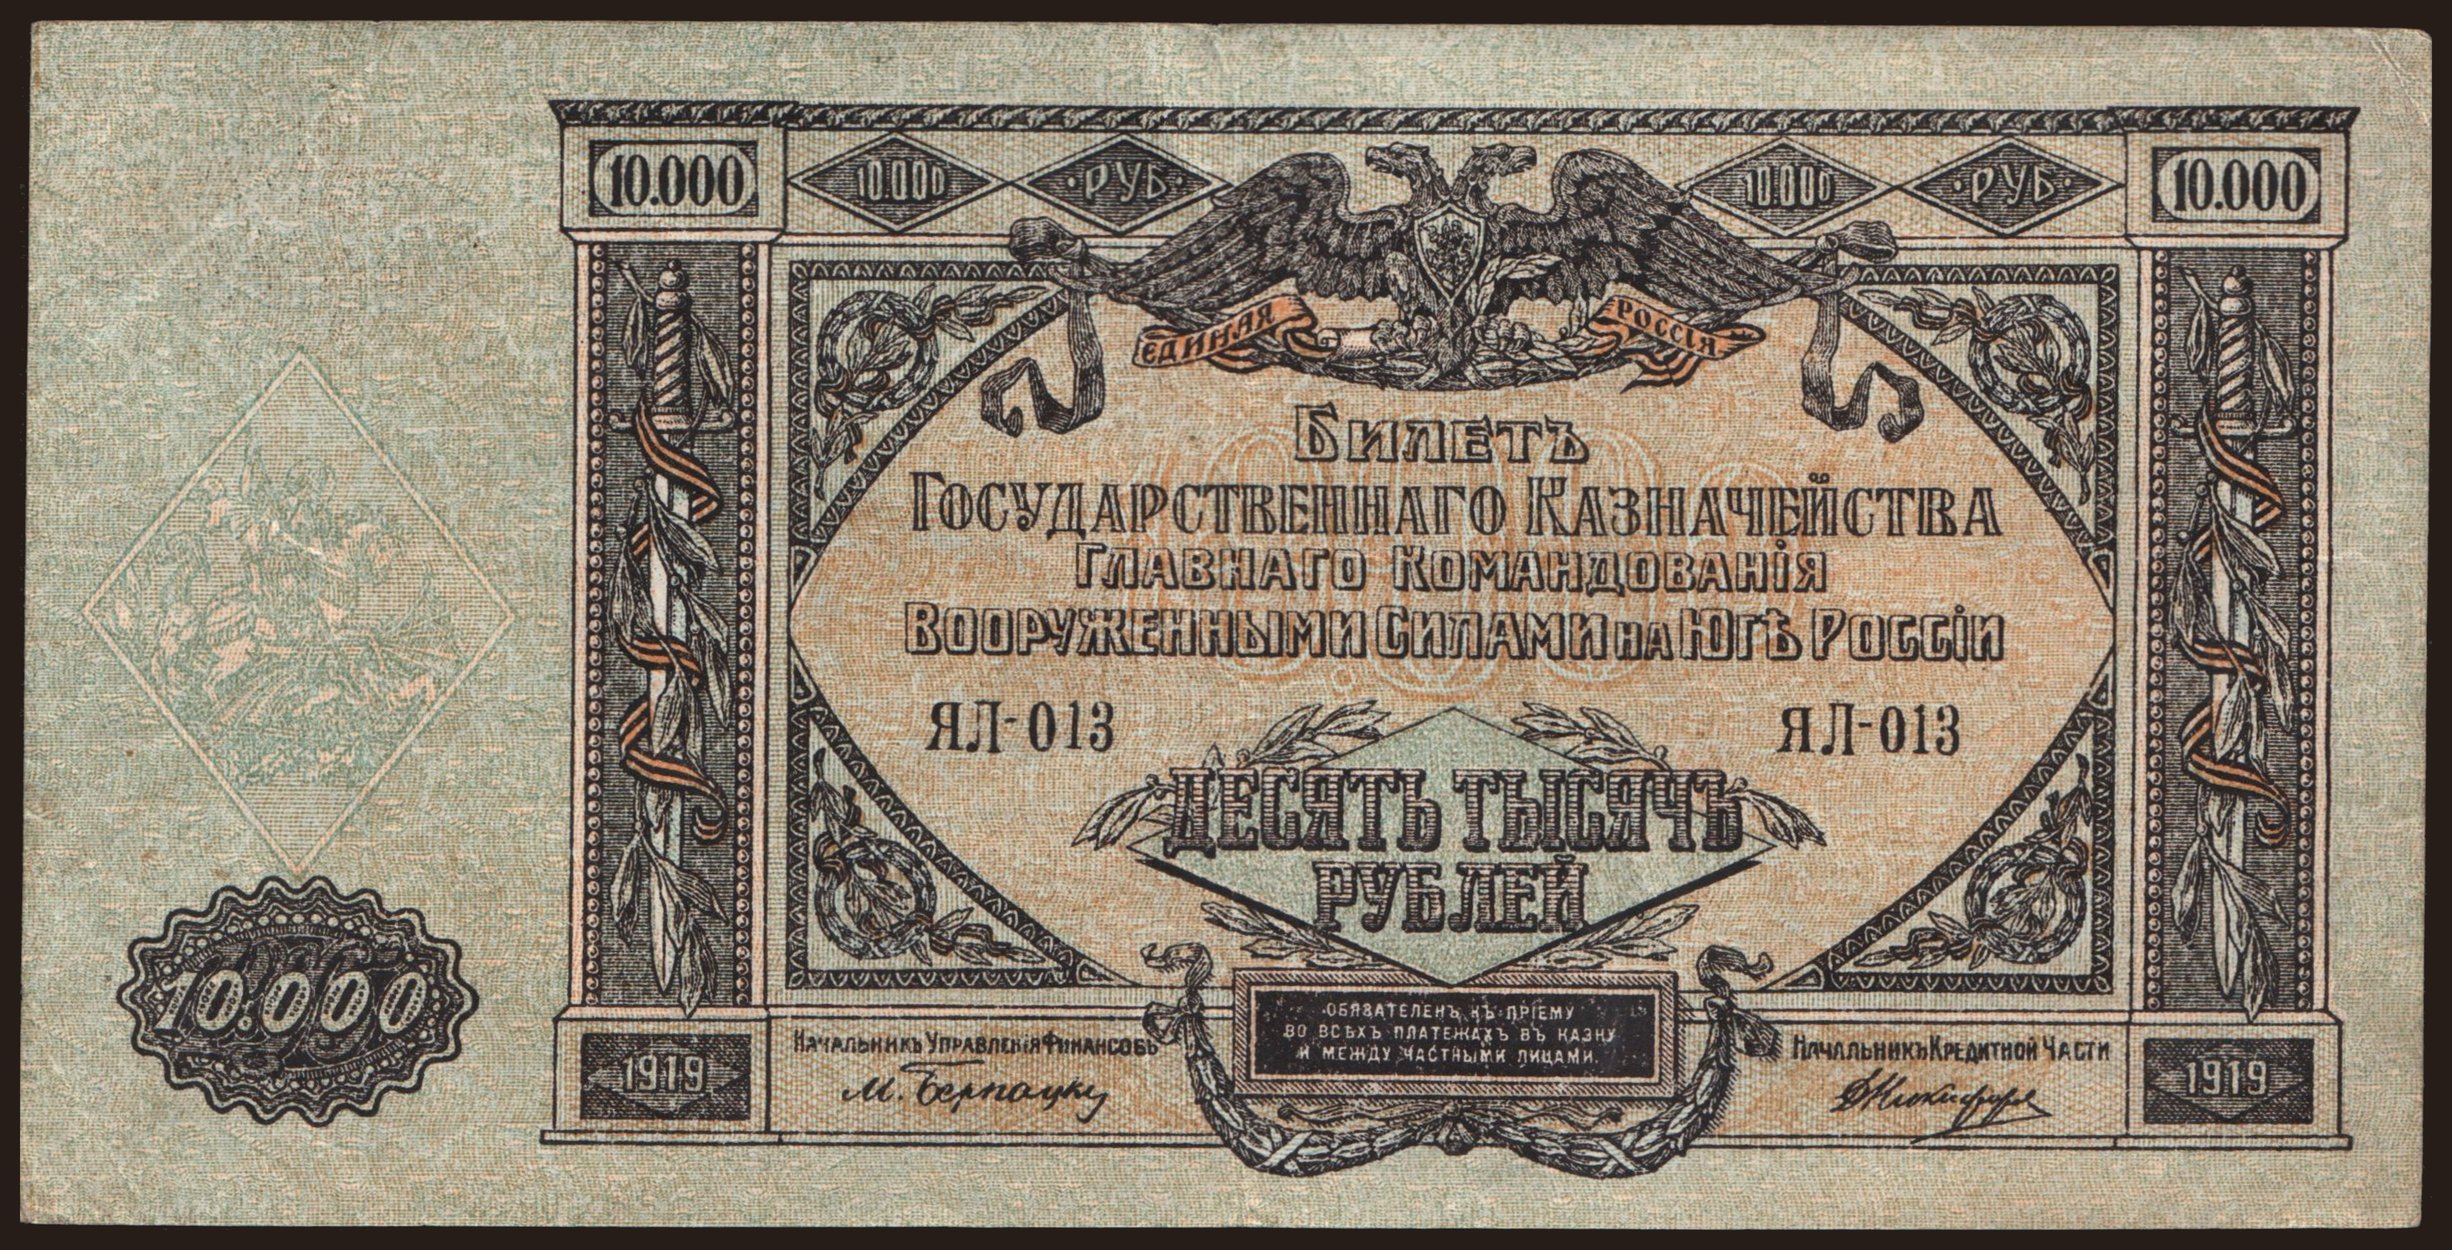 10.000
10.000
РУБ
10.000
РУБ
10.000
ЕДИНАЯ
РОССІЯ
БИЛЕТЪ
ГОСУДАРСТВЕННАГО КАЗНАЧЕЙСТВА
ГЛАВНАГО КОМАНДОВАНІЯ
ВООРУЖЕННЫМИ СИЛАМИ НА ЮГѢ РОССІИ
ЯЛ-013
ЯЛ-013
ДЕСЯТЬ ТЫСЯЧЪ
РУБЛЕЙ
10.000
1919
НАЧАЛЬНИКЪ УПРАВЛЕНІЯ ФИНАНСОВЪ
М. Бернацкій
ОБЯЗАТЕЛЕНЪ КЪ ПРІЕМУ
ВО ВСѢХЪ ПЛАТЕЖАХЪ ВЪ КАЗНУ
И МЕЖДУ ЧАСТНЫМИ ЛИЦАМИ.
НАЧАЛЬНИКЪ КРЕДИТНОЙ ЧАСТИ
1919